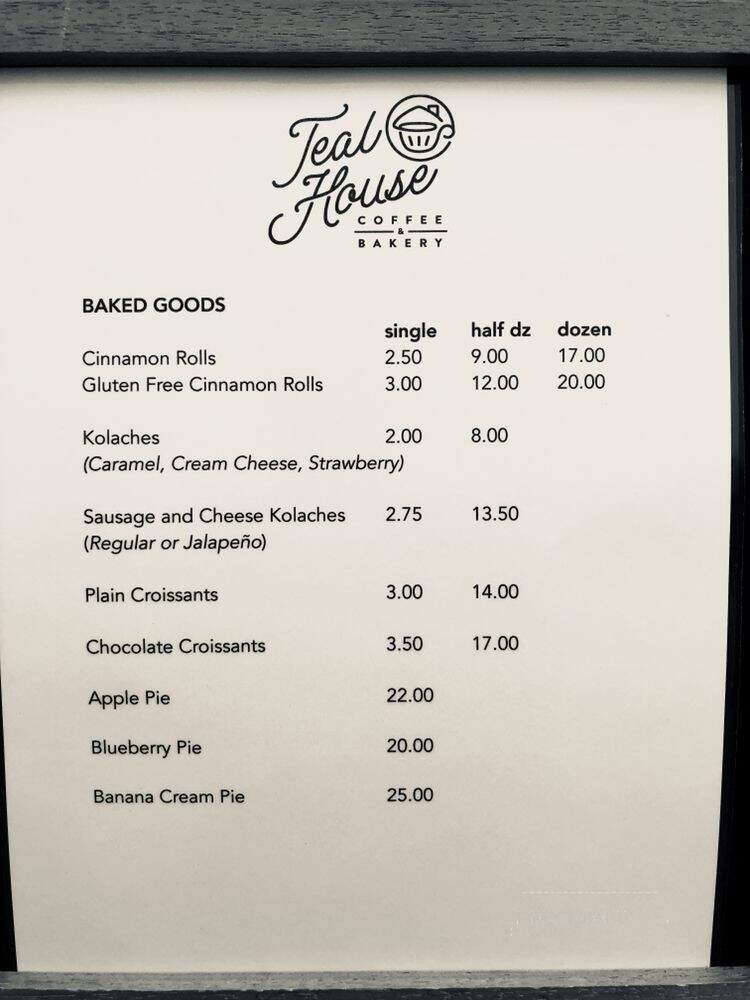 Teal
House
COFFEE
&
BAKERY
BAKED GOODS
single half dz dozen
Cinnamon Rolls 2.50 9.00 17.00
Gluten Free Cinnamon Rolls 3.00 12.00 20.00
Kolaches 2.00 8.00
(Caramel, Cream Cheese, Strawberry)
Sausage and Cheese Kolaches 2.75 13.50
(Regular or Jalapeño)
Plain Croissants 3.00 14.00
Chocolate Croissants 3.50 17.00
Apple Pie 22.00
Blueberry Pie 20.00
Banana Cream Pie 25.00